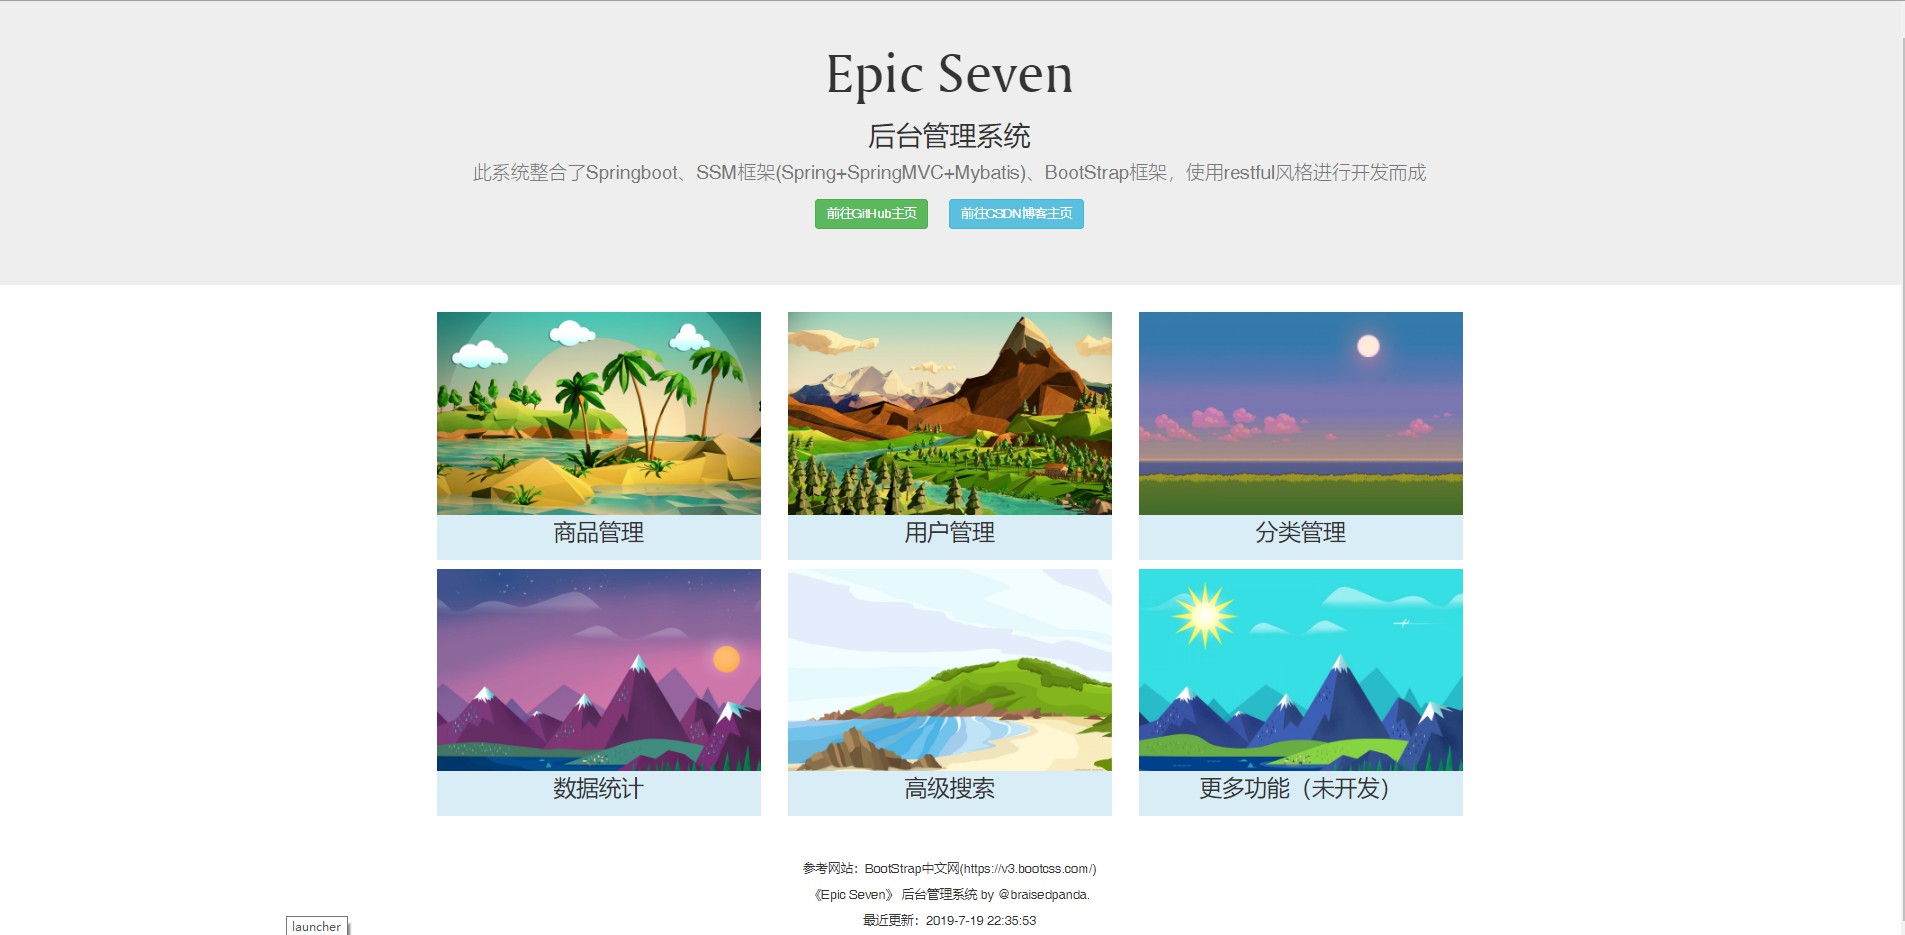 Epic Seven
后台管理系统
此系统整合了Springboot、SSM框架(Spring+SpringMVC+Mybatis)、BootStrap框架，使用restful风格进行开发而成
前往GitHub主页 前往CSDN博客主页
商品管理 用户管理 分类管理
数据统计 高级搜索 更多功能（未开发）
参考网站：BootStrap中文网(https://v3.bootcss.com/)
《Epic Seven》 后台管理系统 by @braisedpanda.
最近更新：2019-7-19 22:35:53
launcher